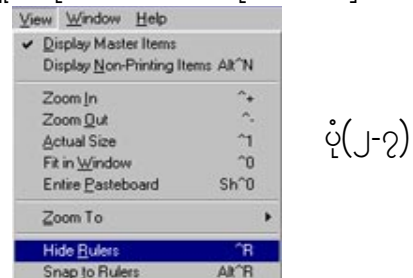 View Window Help
✔ Display Master Items
Display Non-Printing Items Alt^N
Zoom In ^+
Zoom Out ^-
Actual Size ^1
Fit in Window ^0
Entire Pasteboard Sh^0
Zoom To
Hide Rulers ^R
Snap to Rulers Alt^R
ပုံ(၂-၇)